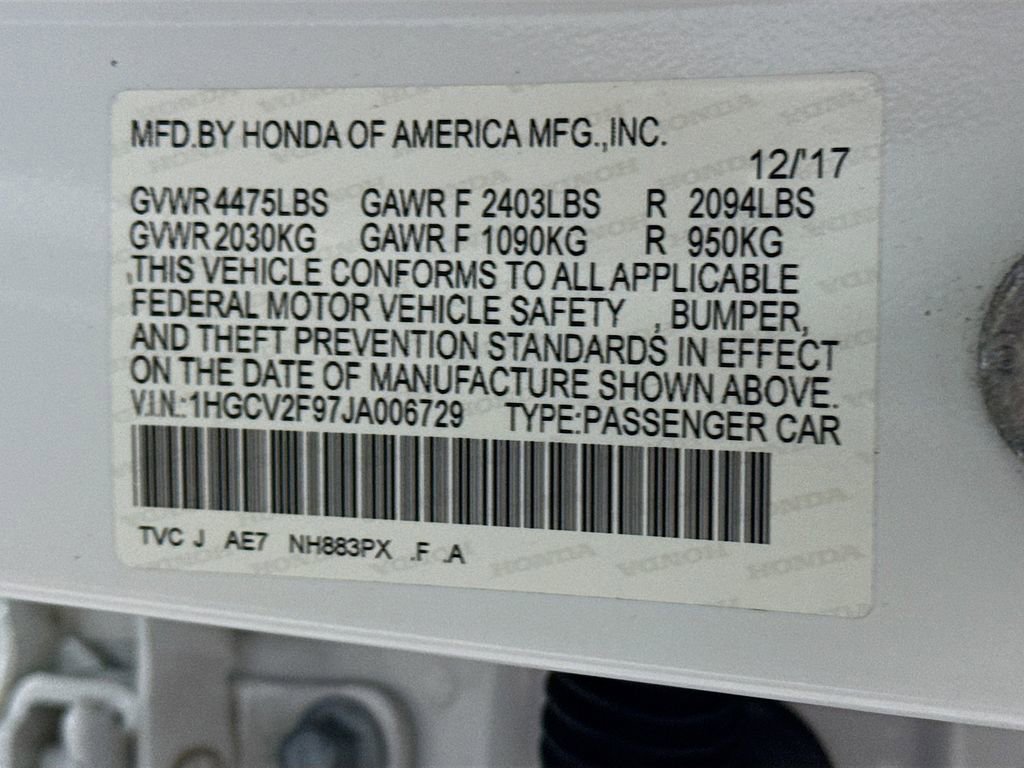 MFD.BY HONDA OF AMERICA MFG.,INC.
12/'17
GVWR 4475LBS GAWR F 2403LBS R 2094LBS
GVWR 2030KG GAWR F 1090KG R 950KG
THIS VEHICLE CONFORMS TO ALL APPLICABLE
FEDERAL MOTOR VEHICLE SAFETY , BUMPER,
AND THEFT PREVENTION STANDARDS IN EFFECT
ON THE DATE OF MANUFACTURE SHOWN ABOVE.
V.I.N.:1HGCV2F97JA006729 TYPE:PASSENGER CAR
TVC J AE7 NH883PX .F .A